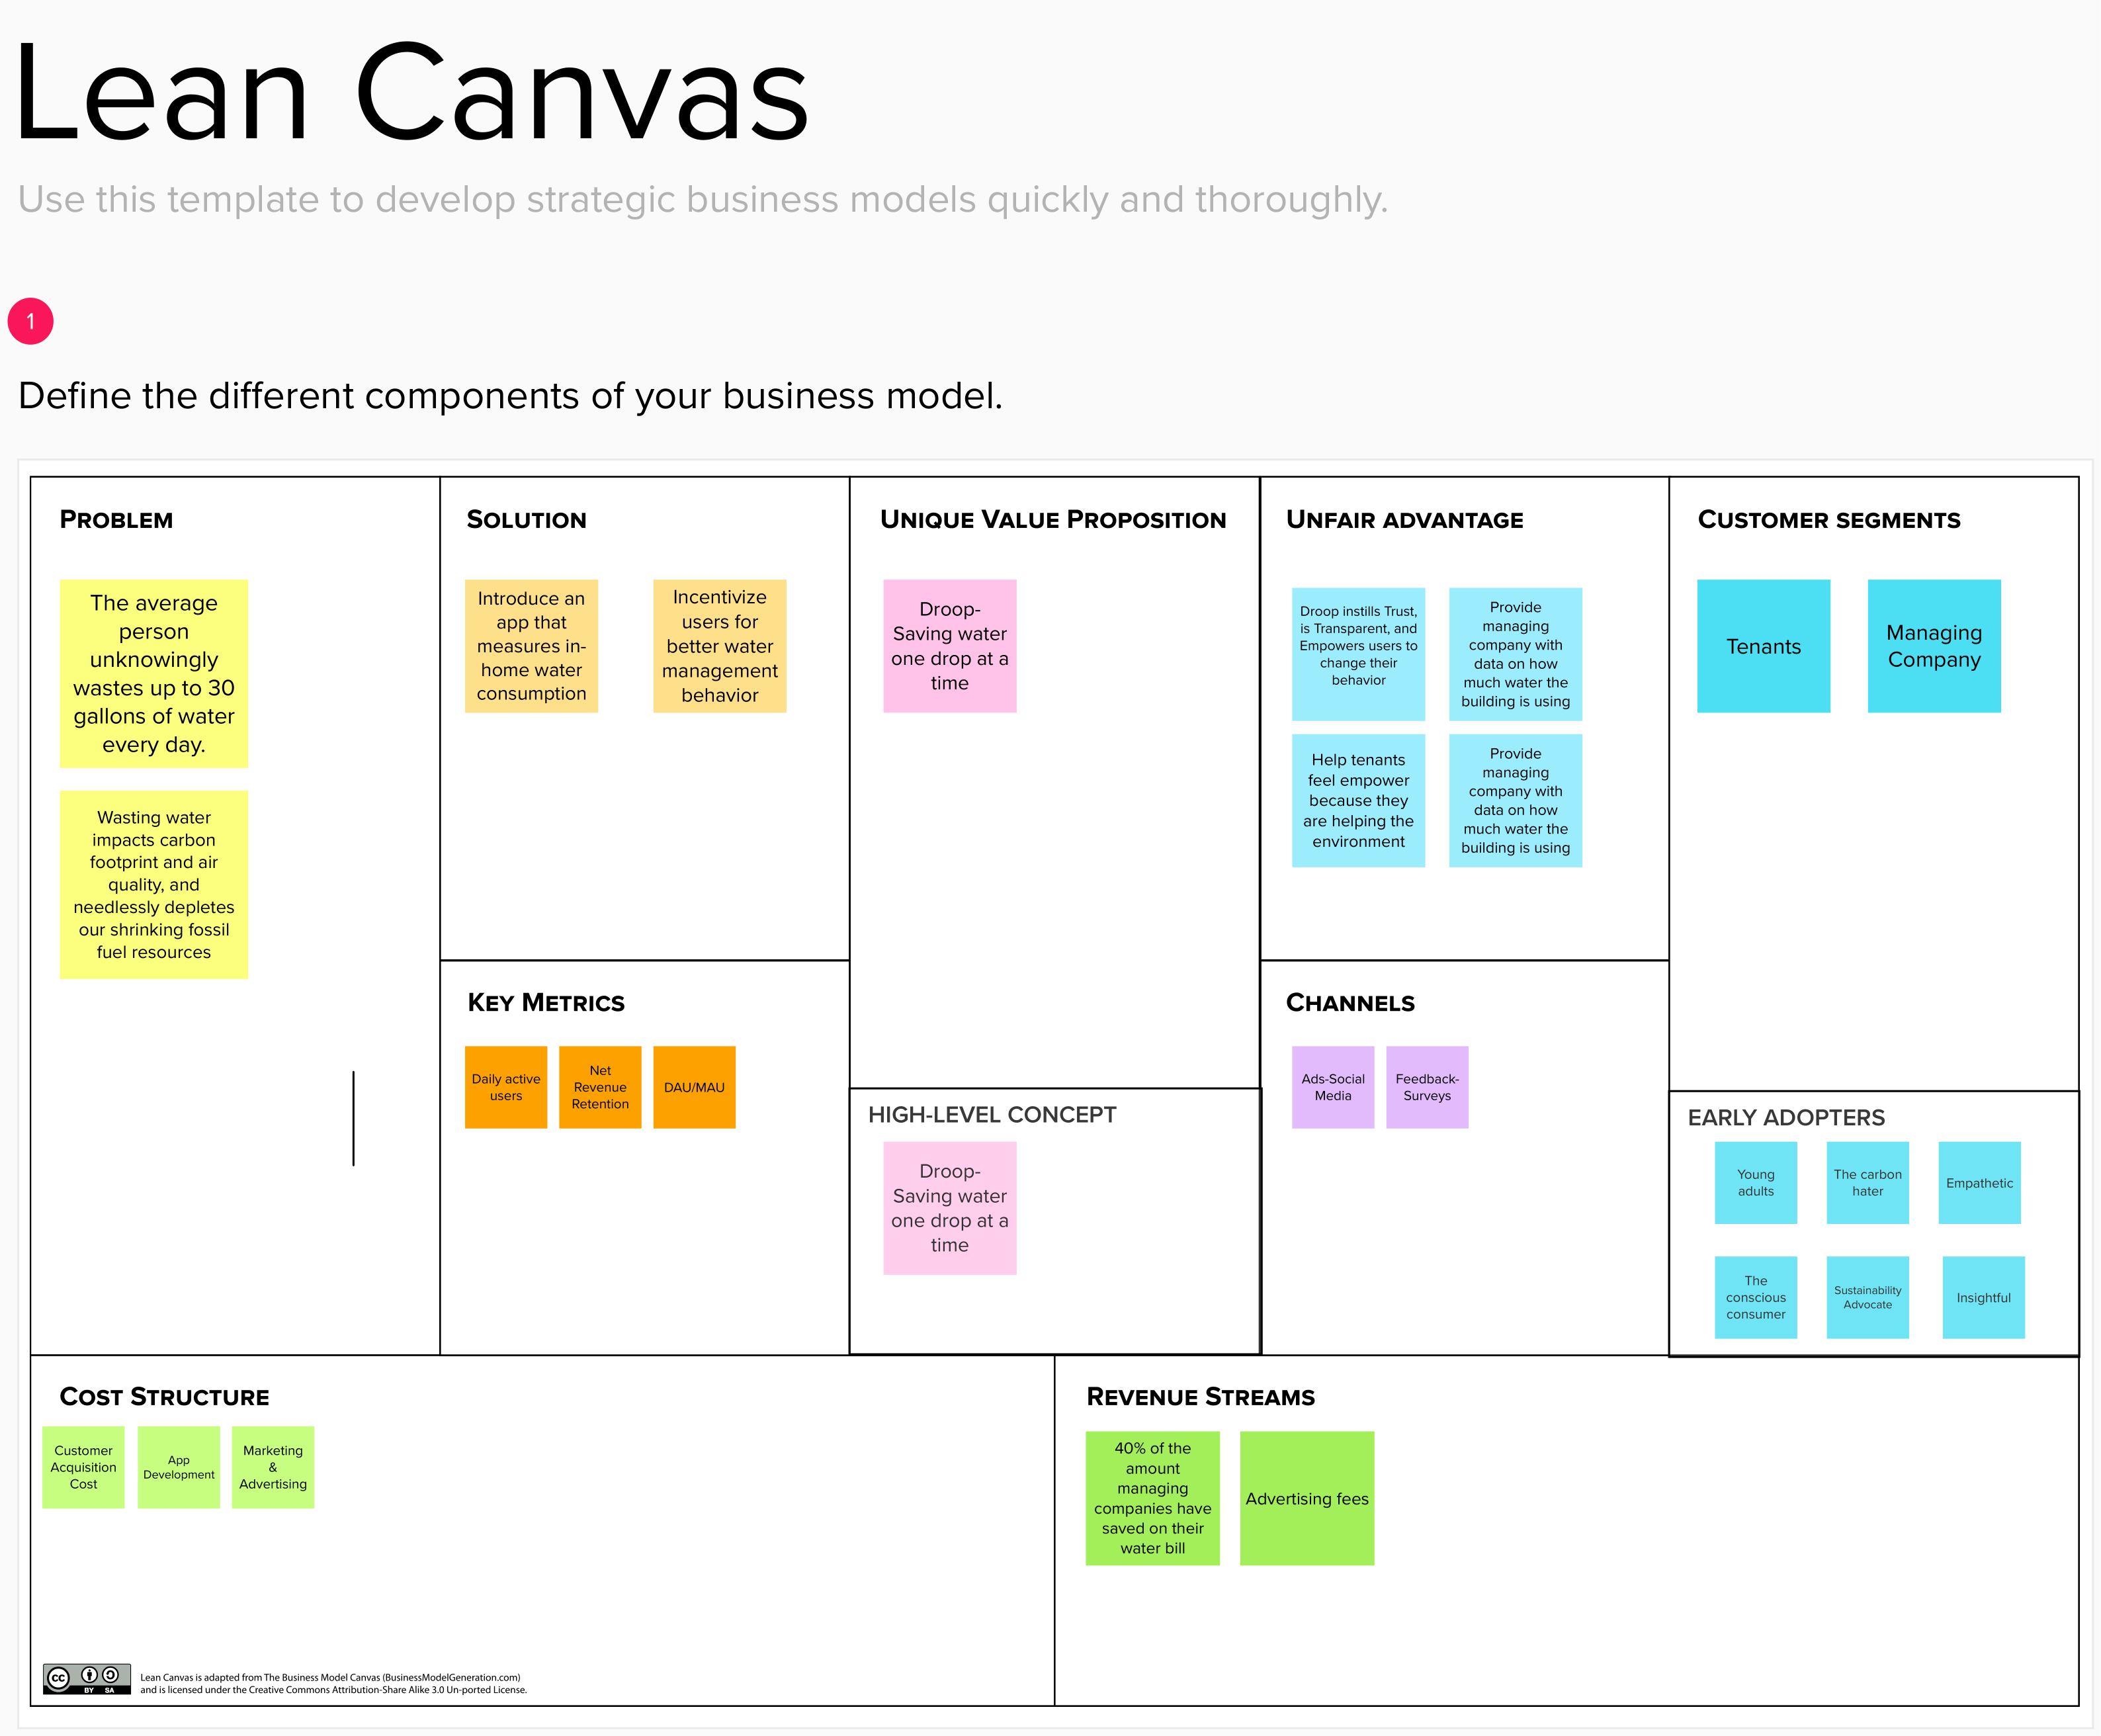 Lean Canvas
Use this template to develop strategic business models quickly and thoroughly.
1
Define the different components of your business model.
PROBLEM
The average
person
unknowingly
wastes up to 30
gallons of water
every day.
Wasting water
impacts carbon
footprint and air
quality, and
needlessly depletes
our shrinking fossil
fuel resources
SOLUTION
Introduce an
app that
measures in-
home water
consumption
Incentivize
users for
better water
management
behavior
KEY METRICS
Daily active
users
Net
Revenue
Retention
DAU/MAU
UNIQUE VALUE PROPOSITION
Droop-
Saving water
one drop at a
time
HIGH-LEVEL CONCEPT
Droop-
Saving water
one drop at a
time
UNFAIR ADVANTAGE
Droop instills Trust,
is Transparent, and
Empowers users to
change their
behavior
Provide
managing
company with
data on how
much water the
building is using
Help tenants
feel empower
because they
are helping the
environment
Provide
managing
company with
data on how
much water the
building is using
CHANNELS
Ads-Social
Media
Feedback-
Surveys
CUSTOMER SEGMENTS
Tenants
Managing
Company
EARLY ADOPTERS
Young
adults
The carbon
hater
Empathetic
The
conscious
consumer
Sustainability
Advocate
Insightful
COST STRUCTURE
Customer
Acquisition
Cost
App
Development
Marketing
&
Advertising
REVENUE STREAMS
40% of the
amount
managing
companies have
saved on their
water bill
Advertising fees
cc
BY SA
Lean Canvas is adapted from The Business Model Canvas (BusinessModelGeneration.com)
and is licensed under the Creative Commons Attribution-Share Alike 3.0 Un-ported License.